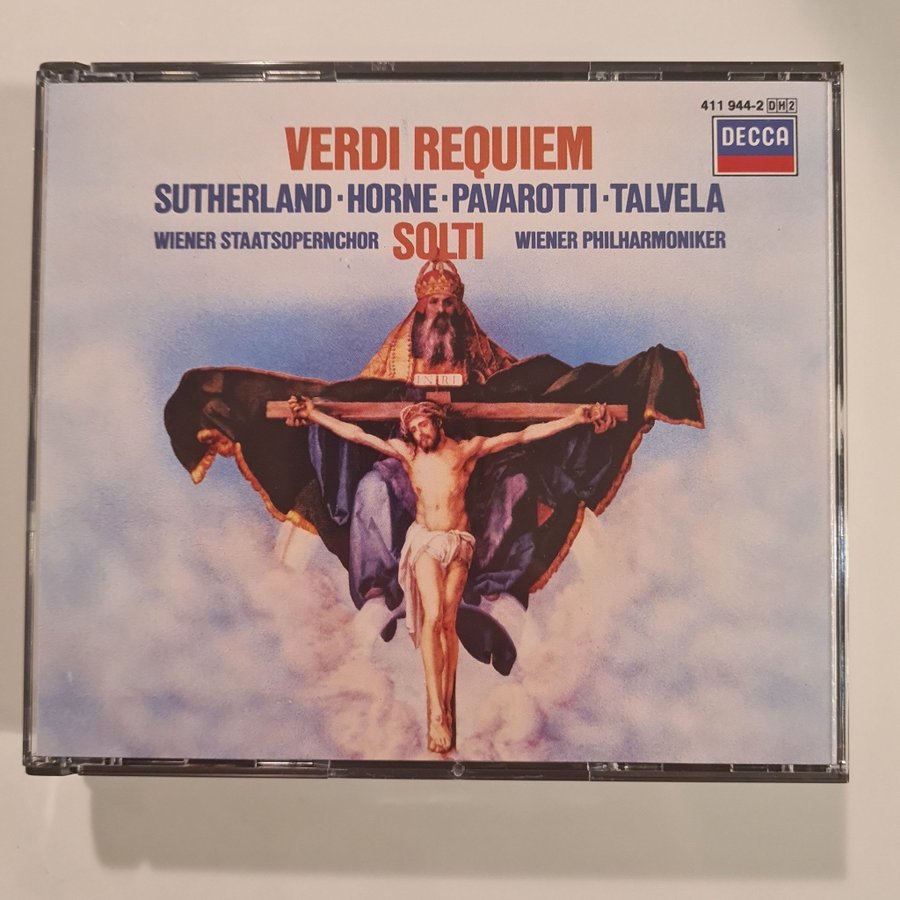 411 944-2 DH2
DECCA
VERDI REQUIEM
SUTHERLAND·HORNE·PAVAROTTI·TALVELA
WIENER STAATSOPERNCHOR SOLTI WIENER PHILHARMONIKER
INRI